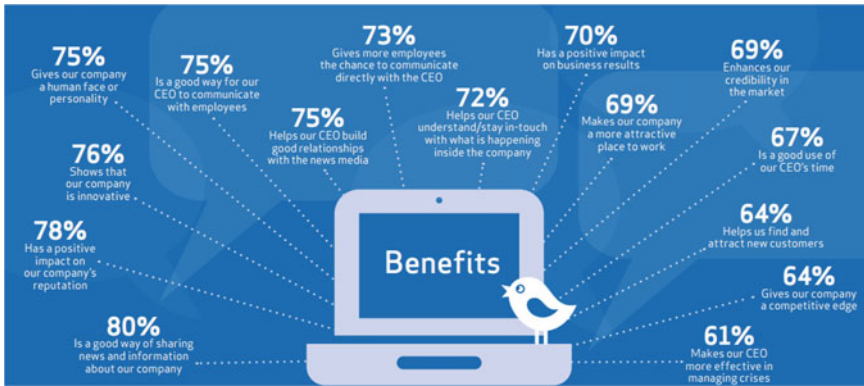 75%
Gives our company
a human face or
personality
75%
Is a good way for our
CEO to communicate
with employees
73%
Gives more employees
the chance to communicate
directly with the CEO
70%
Has a positive impact
on business results
69%
Enhances our
credibility in
the market
75%
Helps our CEO build
good relationships
with the news media
72%
Helps our CEO
understand/stay in-touch
with what is happening
inside the company
69%
Makes our company
a more attractive
place to work
76%
Shows that
our company
is innovative
67%
Is a good use of
our CEO's time
78%
Has a positive
impact on
our company's
reputation
64%
Helps us find and
attract new customers
Benefits
64%
Gives our company
a competitive edge
80%
Is a good way of sharing
news and information
about our company
61%
Makes our CEO
more effective in
managing crises